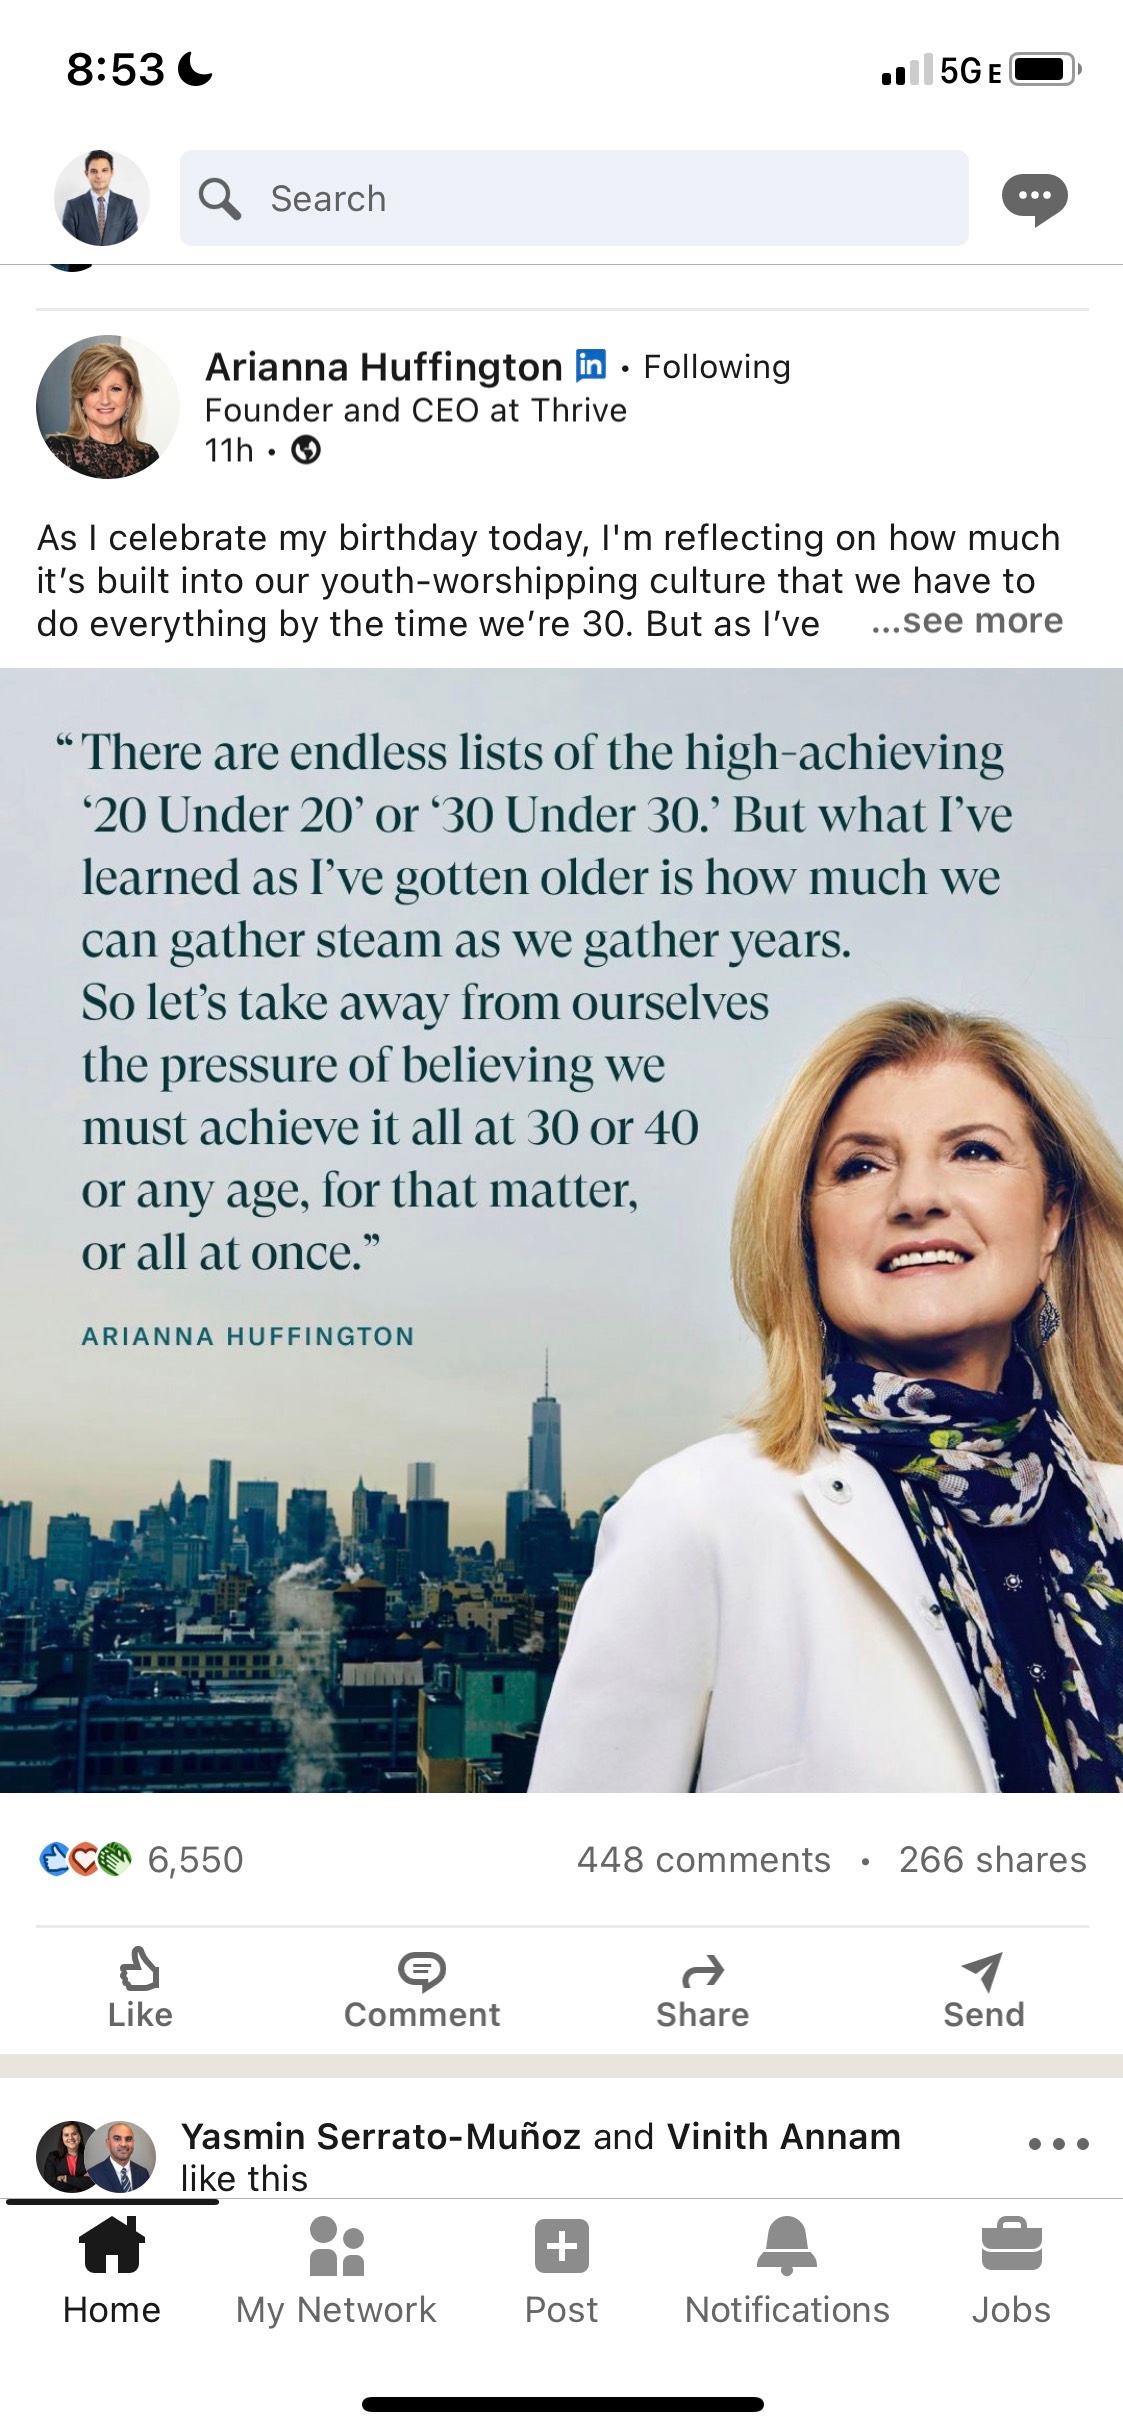 8:53
5G E
Search
Arianna Huffington in • Following
Founder and CEO at Thrive
11h •
As I celebrate my birthday today, I'm reflecting on how much
it’s built into our youth-worshipping culture that we have to
do everything by the time we’re 30. But as I’ve ...see more
“There are endless lists of the high-achieving
‘20 Under 20’ or ‘30 Under 30.’ But what I’ve
learned as I’ve gotten older is how much we
can gather steam as we gather years.
So let’s take away from ourselves
the pressure of believing we
must achieve it all at 30 or 40
or any age, for that matter,
or all at once.”
ARIANNA HUFFINGTON
6,550 448 comments • 266 shares
Like Comment Share Send
Yasmin Serrato-Muñoz and Vinith Annam
like this
Home My Network Post Notifications Jobs